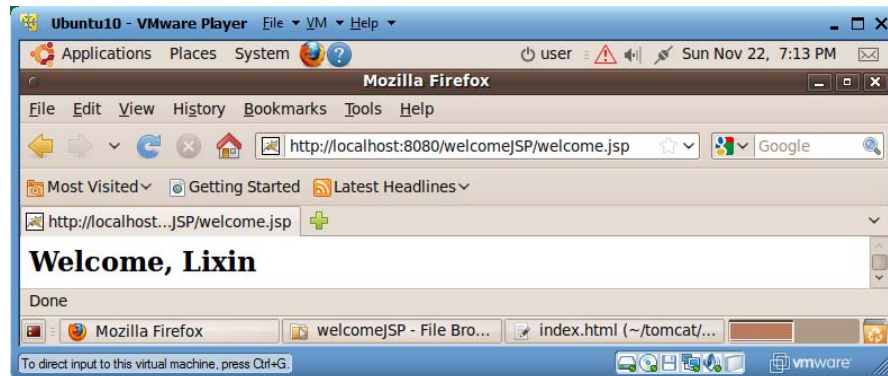 Ubuntu10 - VMware Player File ▾ VM ▾ Help ▾
Applications Places System user Sun Nov 22, 7:13 PM
Mozilla Firefox
File Edit View History Bookmarks Tools Help
http://localhost:8080/welcomeJSP/welcome.jsp Google
Most Visited Getting Started Latest Headlines
http://localhost...JSP/welcome.jsp
Welcome, Lixin
Done
Mozilla Firefox welcomeJSP - File Bro... index.html (~/tomcat/...
To direct input to this virtual machine, press Ctrl+G. vmware